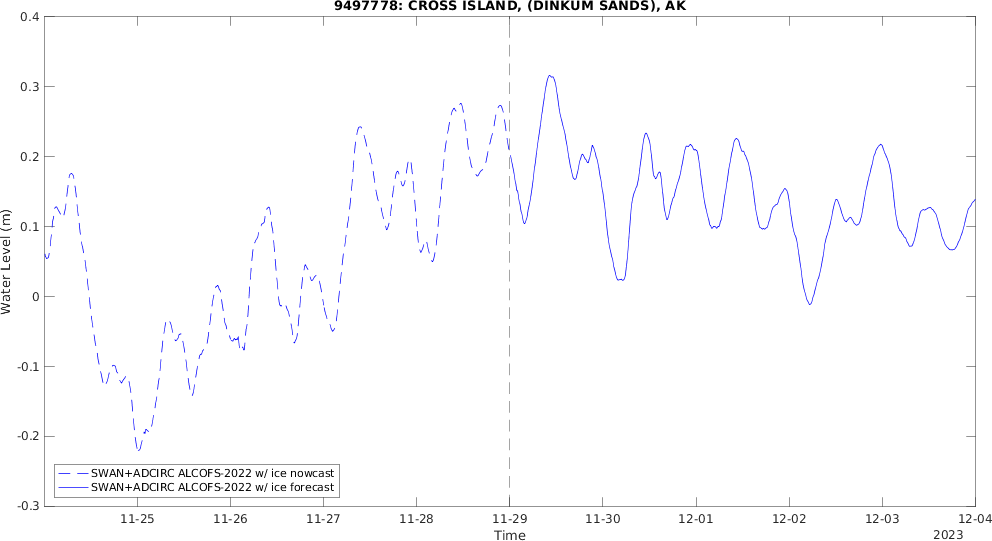 9497778: CROSS ISLAND, (DINKUM SANDS), AK
0.4
0.3
0.2
0.1
0
-0.1
-0.2
-0.3
Water Level (m)
SWAN+ADCIRC ALCOFS-2022 w/ ice nowcast
SWAN+ADCIRC ALCOFS-2022 w/ ice forecast
11-25 11-26 11-27 11-28 11-29 11-30 12-01 12-02 12-03 12-04
Time
2023